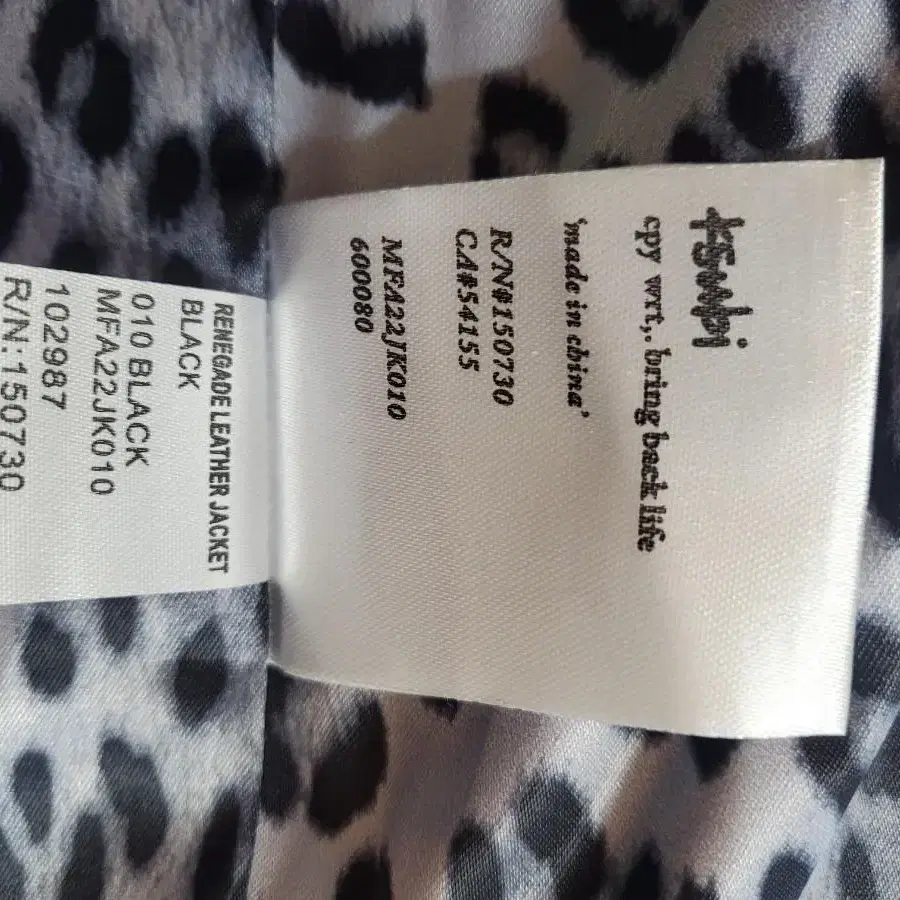 ksubi
cpy wrt,. bring back life
'made in china'
R/N#150730
CA#54155
MFA22JK010
600080
RENEGADE LEATHER JACKET
BLACK
010 BLACK
MFA22JK010
102987
R/N:150730